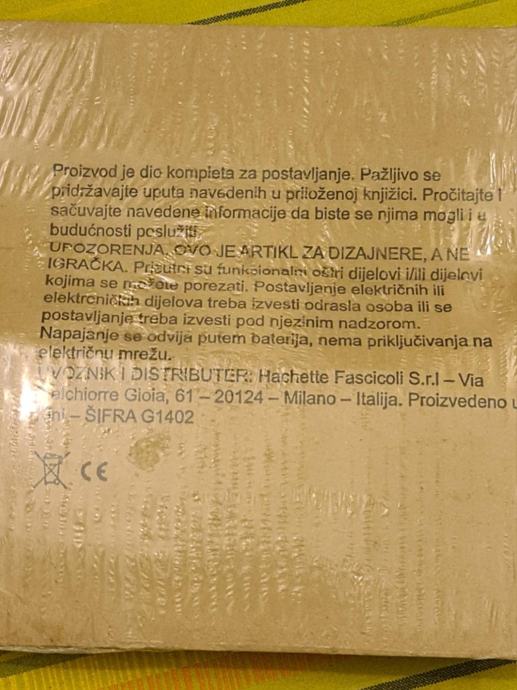 Proizvod je dio kompleta za postavljanje. Pažljivo se
pridržavajte uputa navedenih u priloženoj knjižici. Pročitajte i
sačuvajte navedene informacije da biste se njima mogli i u
budućnosti poslužiti.
UPOZORENJA, OVO JE ARTIKL ZA DIZAJNERE, A NE
IGRAČKA. Prisutni su funkcionalni oštri dijelovi i/ili dijelovi
kojima se možete porezati. Postavljanje električnih ili
elektroničkih dijelova treba izvesti odrasla osoba ili se
postavljanje treba izvesti pod njezinim nadzorom.
Napajanje se odvija putem baterija, nema priključivanja na
električnu mrežu.
UVOZNIK I DISTRIBUTER: Hachette Fascicoli S.r.l – Via
elchiorre Gioia, 61 – 20124 – Milano – Italija. Proizvedeno u
ni – ŠIFRA G1402
CE